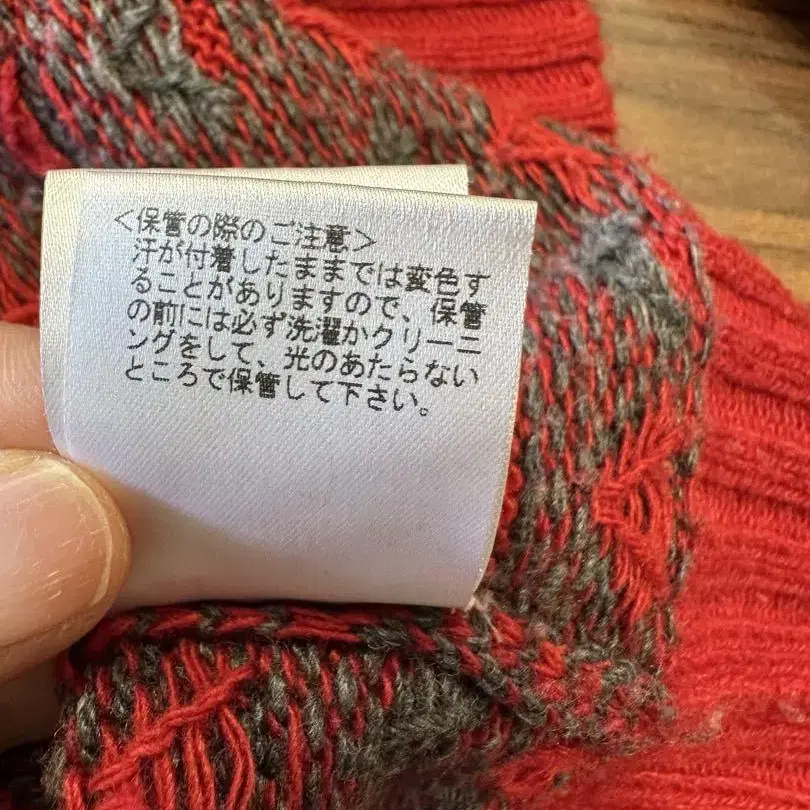 ＜保管の際のご注意＞
汗が付着したままでは変色す
ることがありますので、保管
の前には必ず洗濯かクリーニ
ングをして、光のあたらない
ところで保管して下さい。